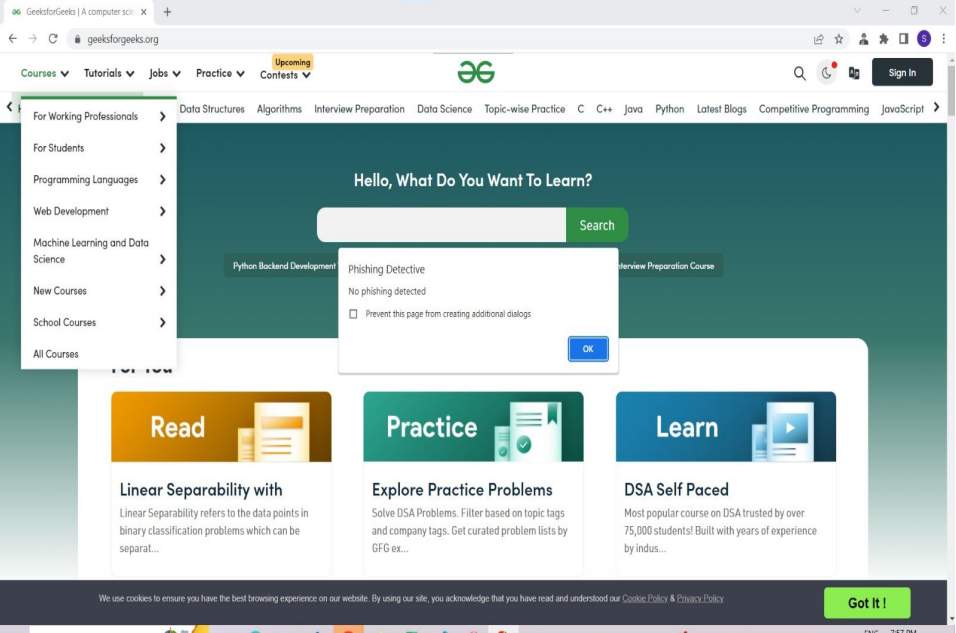 GeeksforGeeks | A computer scie
geeksforgeeks.org
S
Upcoming
Courses Tutorials Jobs Practice Contests
Sign In
Data Structures Algorithms Interview Preparation Data Science Topic-wise Practice C C++ Java Python Latest Blogs Competitive Programming JavaScript
For Working Professionals
For Students
Programming Languages
Web Development
Machine Learning and Data
Science
New Courses
School Courses
All Courses
Hello, What Do You Want To Learn?
Search
Python Backend Development
Interview Preparation Course
Phishing Detective
No phishing detected
Prevent this page from creating additional dialogs
OK
For You
Read
Practice
Learn
Linear Separability with
Linear Separability refers to the data points in
binary classification problems which can be
separat...
Explore Practice Problems
Solve DSA Problems. Filter based on topic tags
and company tags. Get curated problem lists by
GFG ex...
DSA Self Paced
Most popular course on DSA trusted by over
75,000 students! Built with years of experience
by indus...
We use cookies to ensure you have the best browsing experience on our website. By using our site, you acknowledge that you have read and understood our Cookie Policy & Privacy Policy
Got It !
ENG 7:57 PM